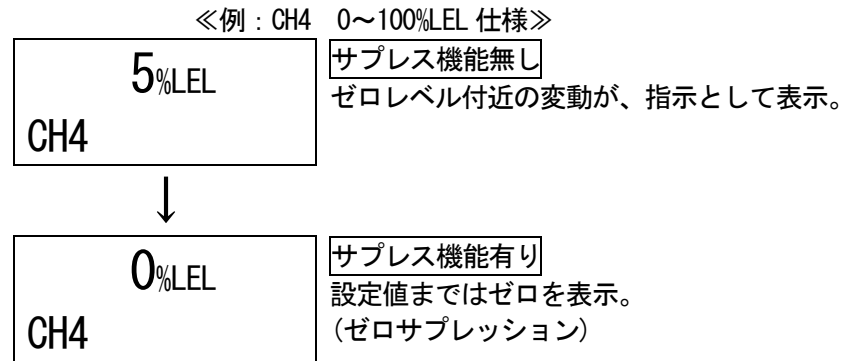 ≪例：CH4　0～100%LEL 仕様≫
5%LEL
CH4
サプレス機能無し
ゼロレベル付近の変動が、指示として表示。
↓
0%LEL
CH4
サプレス機能有り
設定値まではゼロを表示。
(ゼロサプレッション)